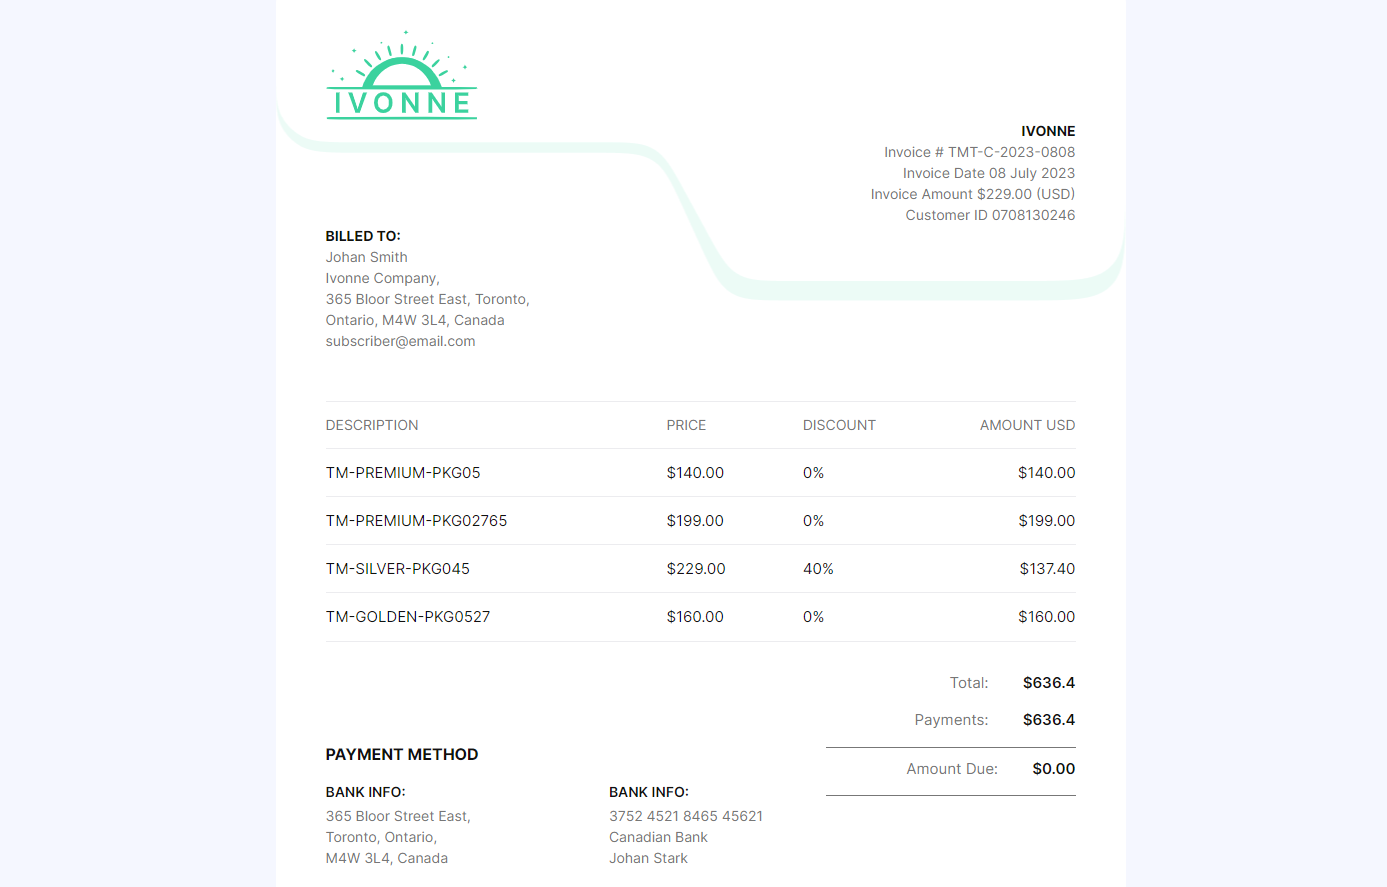 IVONNE
IVONNE
Invoice # TMT-C-2023-0808
Invoice Date 08 July 2023
Invoice Amount $229.00 (USD)
Customer ID 0708130246
BILLED TO:
Johan Smith
Ivonne Company,
365 Bloor Street East, Toronto,
Ontario, M4W 3L4, Canada
subscriber@email.com
DESCRIPTION PRICE DISCOUNT AMOUNT USD
TM-PREMIUM-PKG05 $140.00 0% $140.00
TM-PREMIUM-PKG02765 $199.00 0% $199.00
TM-SILVER-PKG045 $229.00 40% $137.40
TM-GOLDEN-PKG0527 $160.00 0% $160.00
Total: $636.4
Payments: $636.4
Amount Due: $0.00
PAYMENT METHOD
BANK INFO:
365 Bloor Street East,
Toronto, Ontario,
M4W 3L4, Canada
BANK INFO:
3752 4521 8465 45621
Canadian Bank
Johan Stark